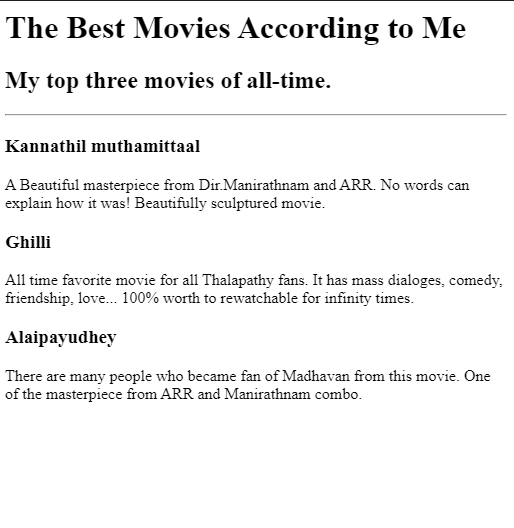 The Best Movies According to Me
My top three movies of all-time.
Kannathil muthamittaal
A Beautiful masterpiece from Dir.Manirathnam and ARR. No words can
explain how it was! Beautifully sculptured movie.
Ghilli
All time favorite movie for all Thalapathy fans. It has mass dialoges, comedy,
friendship, love... 100% worth to rewatchable for infinity times.
Alaipayudhey
There are many people who became fan of Madhavan from this movie. One
of the masterpiece from ARR and Manirathnam combo.